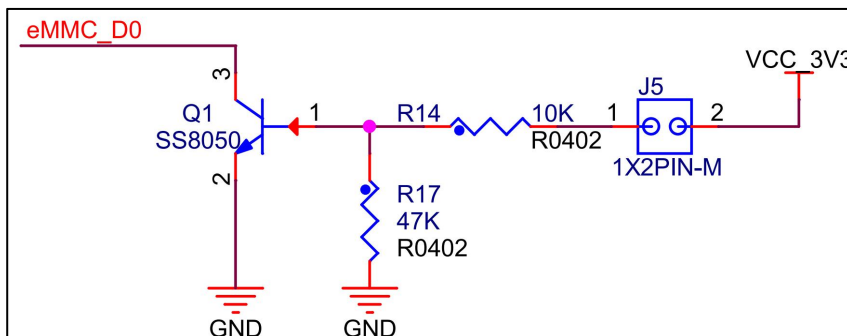 eMMC_D0
VCC_3V3
3
J5
Q1
1
R14
10K
1
2
SS8050
R0402
1X2PIN-M
2
R17
47K
R0402
GND
GND